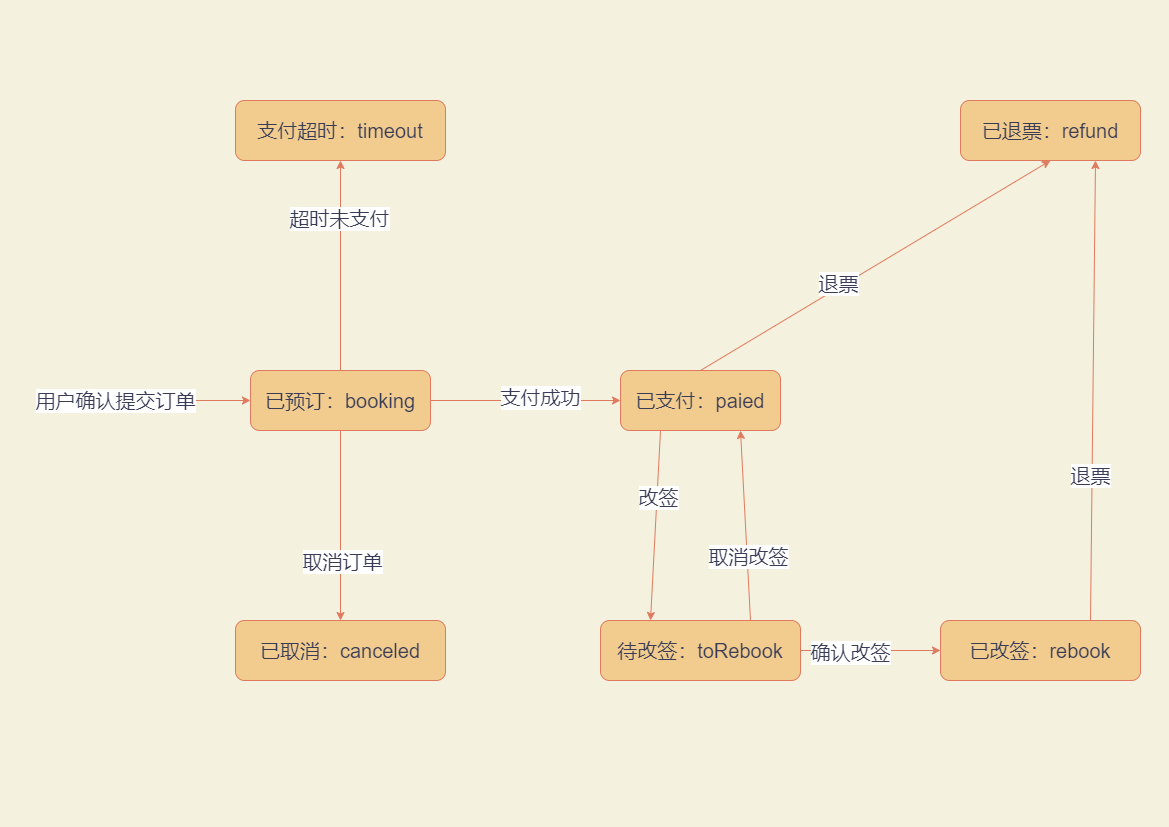 支付超时：timeout
已退票：refund
超时未支付
退票
用户确认提交订单
已预订：booking
支付成功
已支付：paied
退票
改签
取消改签
取消订单
已取消：canceled
待改签：toRebook
确认改签
已改签：rebook